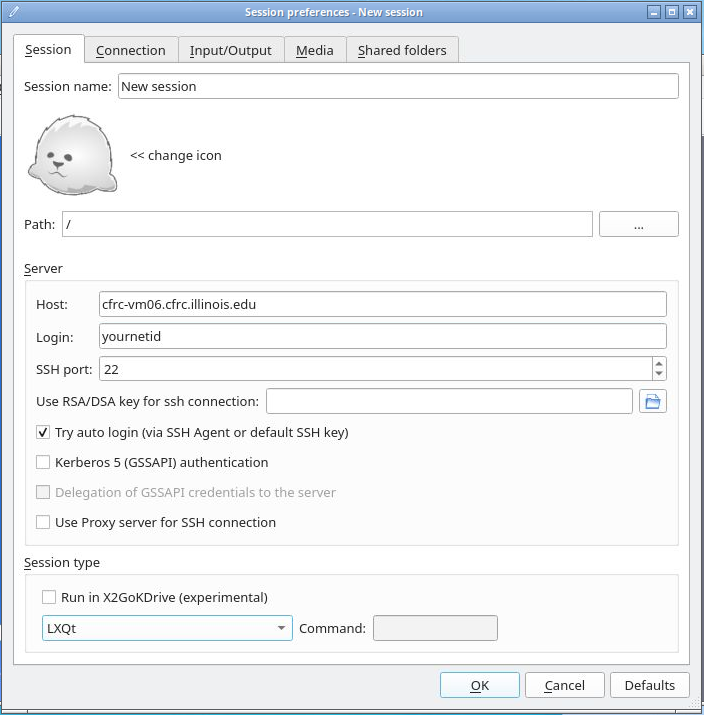 Session preferences - New session
Session Connection Input/Output Media Shared folders
Session name: New session
<< change icon
Path: / ...
Server
Host: cfrc-vm06.cfrc.illinois.edu
Login: yournetid
SSH port: 22
Use RSA/DSA key for ssh connection:
Try auto login (via SSH Agent or default SSH key)
Kerberos 5 (GSSAPI) authentication
Delegation of GSSAPI credentials to the server
Use Proxy server for SSH connection
Session type
Run in X2GoKDrive (experimental)
LXQt Command:
OK Cancel Defaults